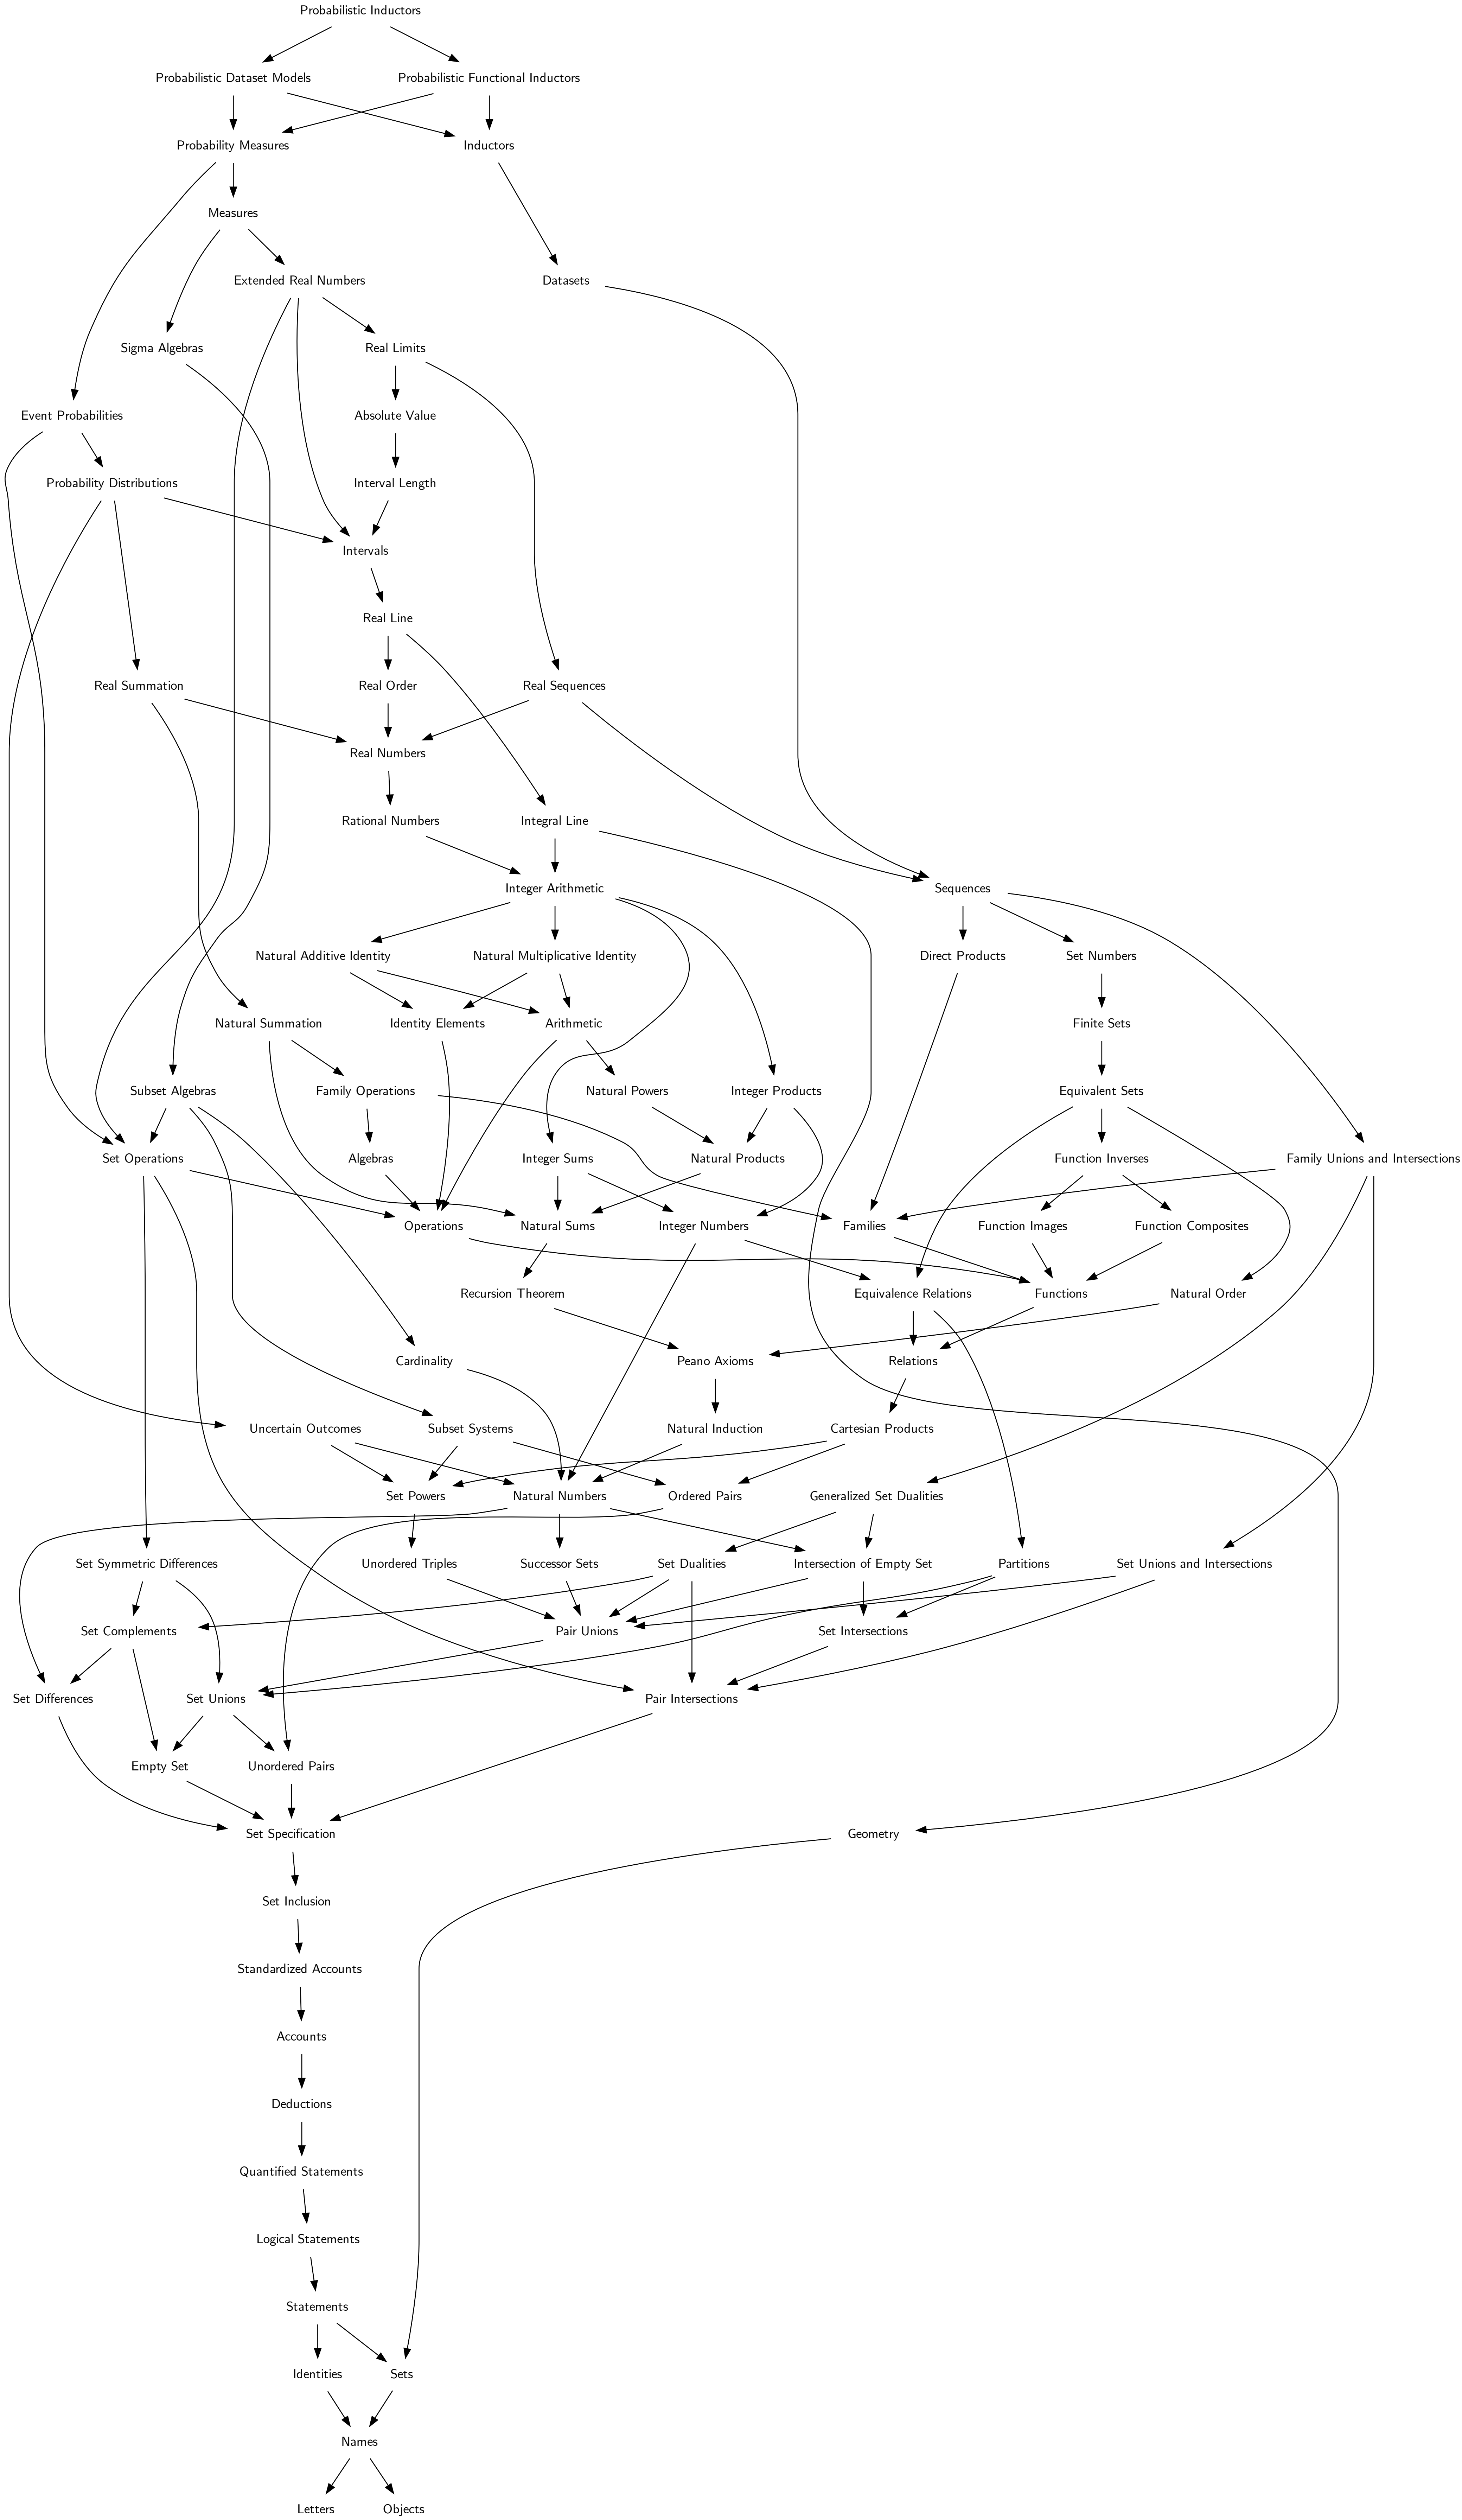 Probabilistic Inductors
Probabilistic Dataset Models
Probabilistic Functional Inductors
Probability Measures
Inductors
Measures
Extended Real Numbers
Datasets
Sigma Algebras
Real Limits
Event Probabilities
Absolute Value
Probability Distributions
Interval Length
Intervals
Real Line
Real Summation
Real Order
Real Sequences
Real Numbers
Rational Numbers
Integral Line
Integer Arithmetic
Sequences
Natural Additive Identity
Natural Multiplicative Identity
Direct Products
Set Numbers
Natural Summation
Identity Elements
Arithmetic
Finite Sets
Subset Algebras
Family Operations
Natural Powers
Integer Products
Equivalent Sets
Set Operations
Algebras
Integer Sums
Natural Products
Function Inverses
Family Unions and Intersections
Operations
Natural Sums
Integer Numbers
Families
Function Images
Function Composites
Recursion Theorem
Equivalence Relations
Functions
Natural Order
Cardinality
Peano Axioms
Relations
Uncertain Outcomes
Subset Systems
Natural Induction
Cartesian Products
Set Powers
Natural Numbers
Ordered Pairs
Generalized Set Dualities
Set Symmetric Differences
Unordered Triples
Successor Sets
Set Dualities
Intersection of Empty Set
Partitions
Set Unions and Intersections
Set Complements
Pair Unions
Set Intersections
Set Differences
Set Unions
Pair Intersections
Empty Set
Unordered Pairs
Set Specification
Geometry
Set Inclusion
Standardized Accounts
Accounts
Deductions
Quantified Statements
Logical Statements
Statements
Identities
Sets
Names
Letters
Objects